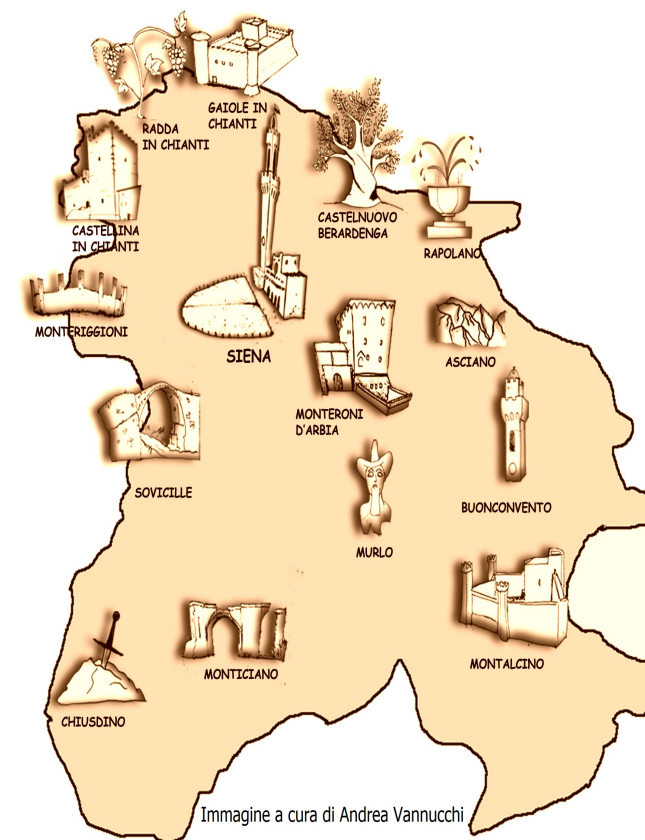 GAIOLE IN
CHIANTI
RADDA
IN CHIANTI
CASTELLINA
IN CHIANTI
CASTELNUOVO
BERARDENGA
RAPOLANO
MONTERIGGIONI
SIENA
ASCIANO
MONTERONI
D'ARBIA
SOVICILLE
BUONCONVENTO
MURLO
MONTALCINO
MONTICIANO
CHIUSDINO
Immagine a cura di Andrea Vannucchi